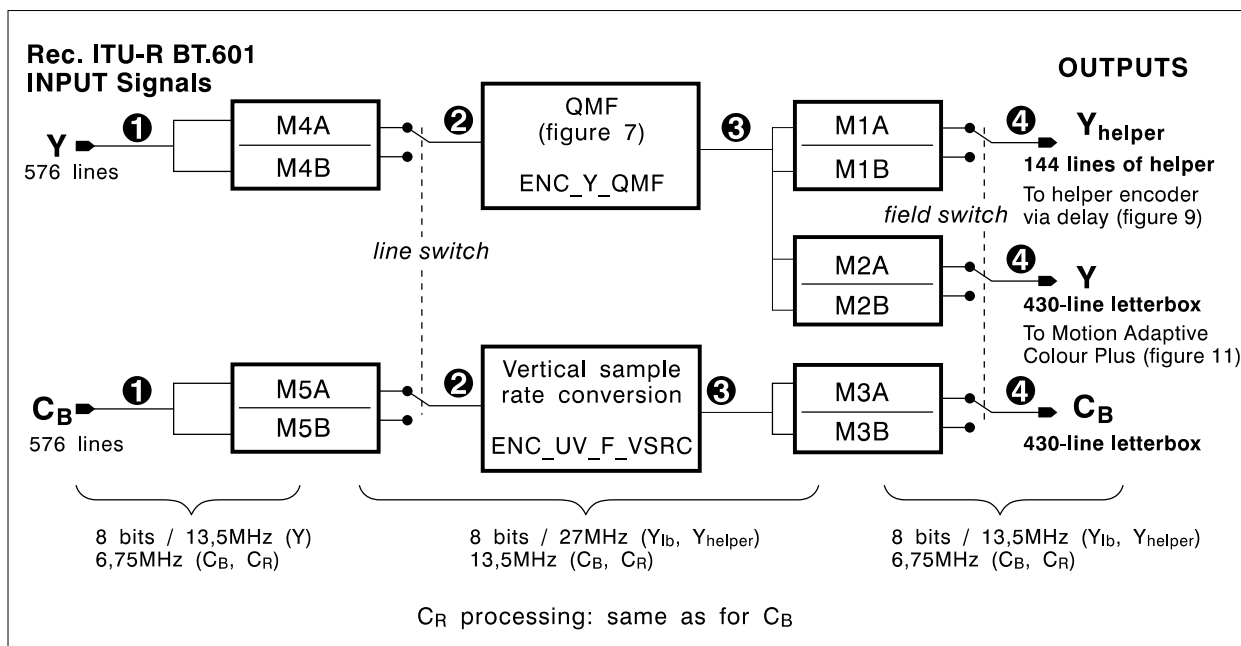 Rec. ITU-R BT.601
INPUT Signals
OUTPUTS
Y
576 lines
❶
M4A
M4B
❷
QMF
(figure 7)
ENC_Y_QMF
❸
M1A
M1B
❹
Yhelper
144 lines of helper
To helper encoder
via delay (figure 9)
line switch
field switch
M2A
M2B
❹
Y
430-line letterbox
To Motion Adaptive
Colour Plus (figure 11)
CB
576 lines
❶
M5A
M5B
❷
Vertical sample
rate conversion
ENC_UV_F_VSRC
❸
M3A
M3B
❹
CB
430-line letterbox
8 bits / 13,5MHz (Y)
6,75MHz (CB, CR)
8 bits / 27MHz (Ylb, Yhelper)
13,5MHz (CB, CR)
8 bits / 13,5MHz (Ylb, Yhelper)
6,75MHz (CB, CR)
CR processing: same as for CB